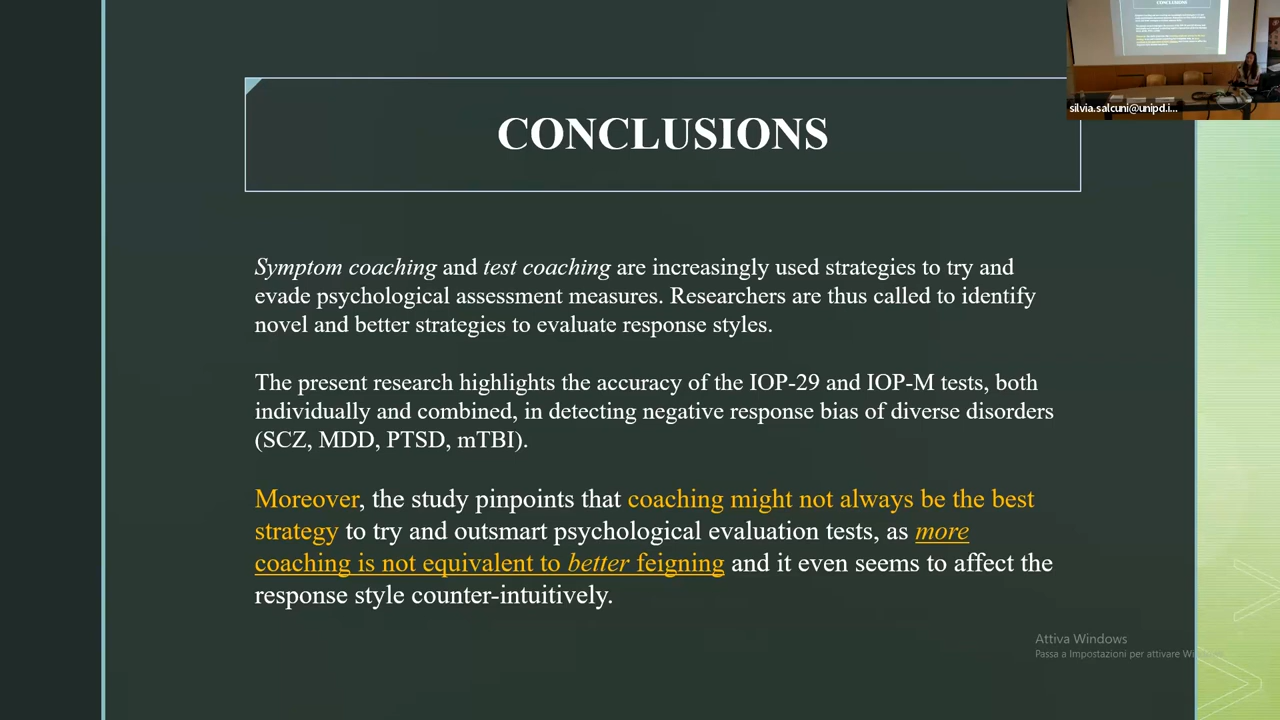 CONCLUSIONS
silvia.salcuni@unipd.i...
CONCLUSIONS
Symptom coaching and test coaching are increasingly used strategies to try and
evade psychological assessment measures. Researchers are thus called to identify
novel and better strategies to evaluate response styles.
The present research highlights the accuracy of the IOP-29 and IOP-M tests, both
individually and combined, in detecting negative response bias of diverse disorders
(SCZ, MDD, PTSD, mTBI).
Moreover, the study pinpoints that coaching might not always be the best
strategy to try and outsmart psychological evaluation tests, as more
coaching is not equivalent to better feigning and it even seems to affect the
response style counter-intuitively.
Attiva Windows
Passa a Impostazioni per attivare